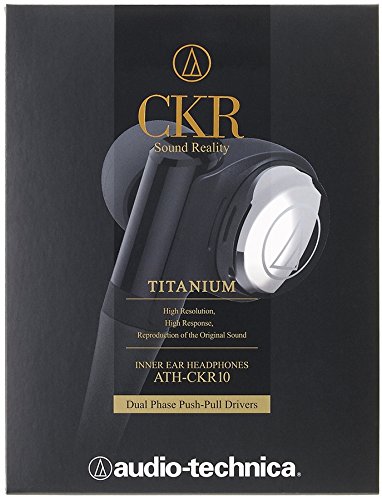 CKR
Sound Reality
TITANIUM
High Resolution,
High Response,
Reproduction of the Original Sound
INNER EAR HEADPHONES
ATH-CKR10
Dual Phase Push-Pull Drivers
audio-technica®